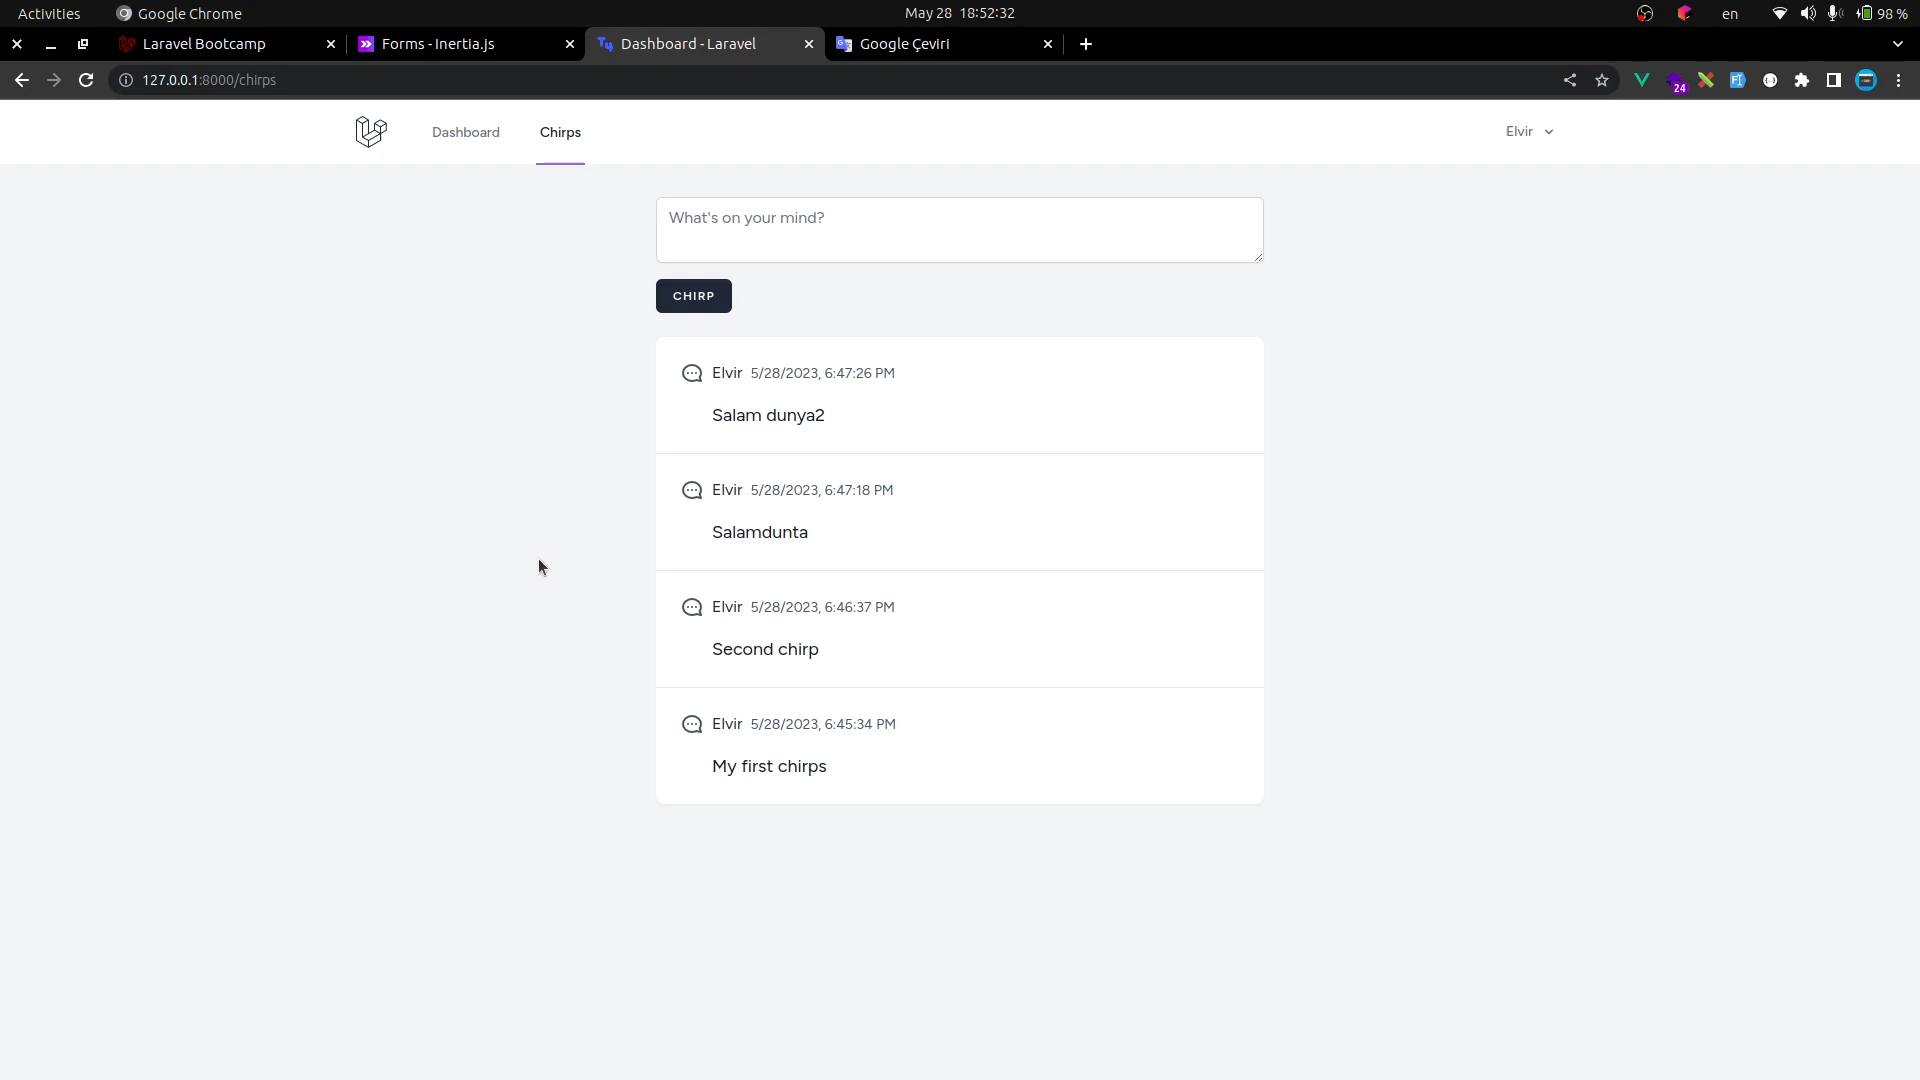 Activities
Google Chrome
May 28 18:52:32
en
98 %
Laravel Bootcamp
Forms - Inertia.js
Dashboard - Laravel
Google Çeviri
127.0.0.1:8000/chirps
24
Dashboard
Chirps
Elvir
What's on your mind?
CHIRP
Elvir 5/28/2023, 6:47:26 PM
Salam dunya2
Elvir 5/28/2023, 6:47:18 PM
Salamdunta
Elvir 5/28/2023, 6:46:37 PM
Second chirp
Elvir 5/28/2023, 6:45:34 PM
My first chirps